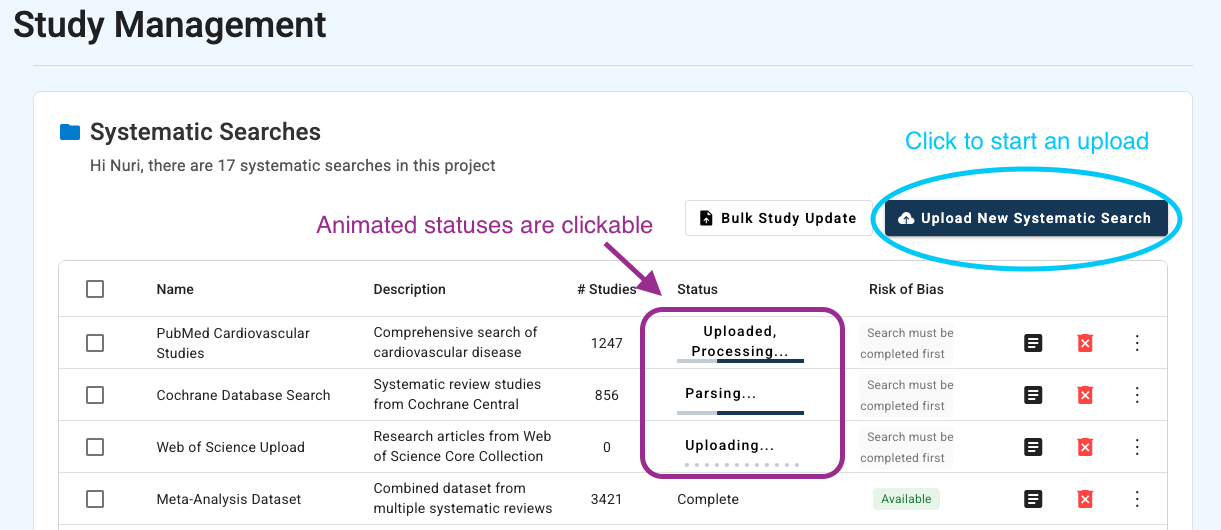 Study Management
Systematic Searches
Hi Nuri, there are 17 systematic searches in this project
Click to start an upload
Animated statuses are clickable
Bulk Study Update
Upload New Systematic Search
Name Description # Studies Status Risk of Bias
PubMed Cardiovascular
Studies
Comprehensive search of
cardiovascular disease
1247
Uploaded,
Processing...
Search must be
completed first
Cochrane Database Search
Systematic review studies
from Cochrane Central
856
Parsing...
Search must be
completed first
Web of Science Upload
Research articles from Web
of Science Core Collection
0
Uploading...
Search must be
completed first
Meta-Analysis Dataset
Combined dataset from
multiple systematic reviews
3421
Complete
Available